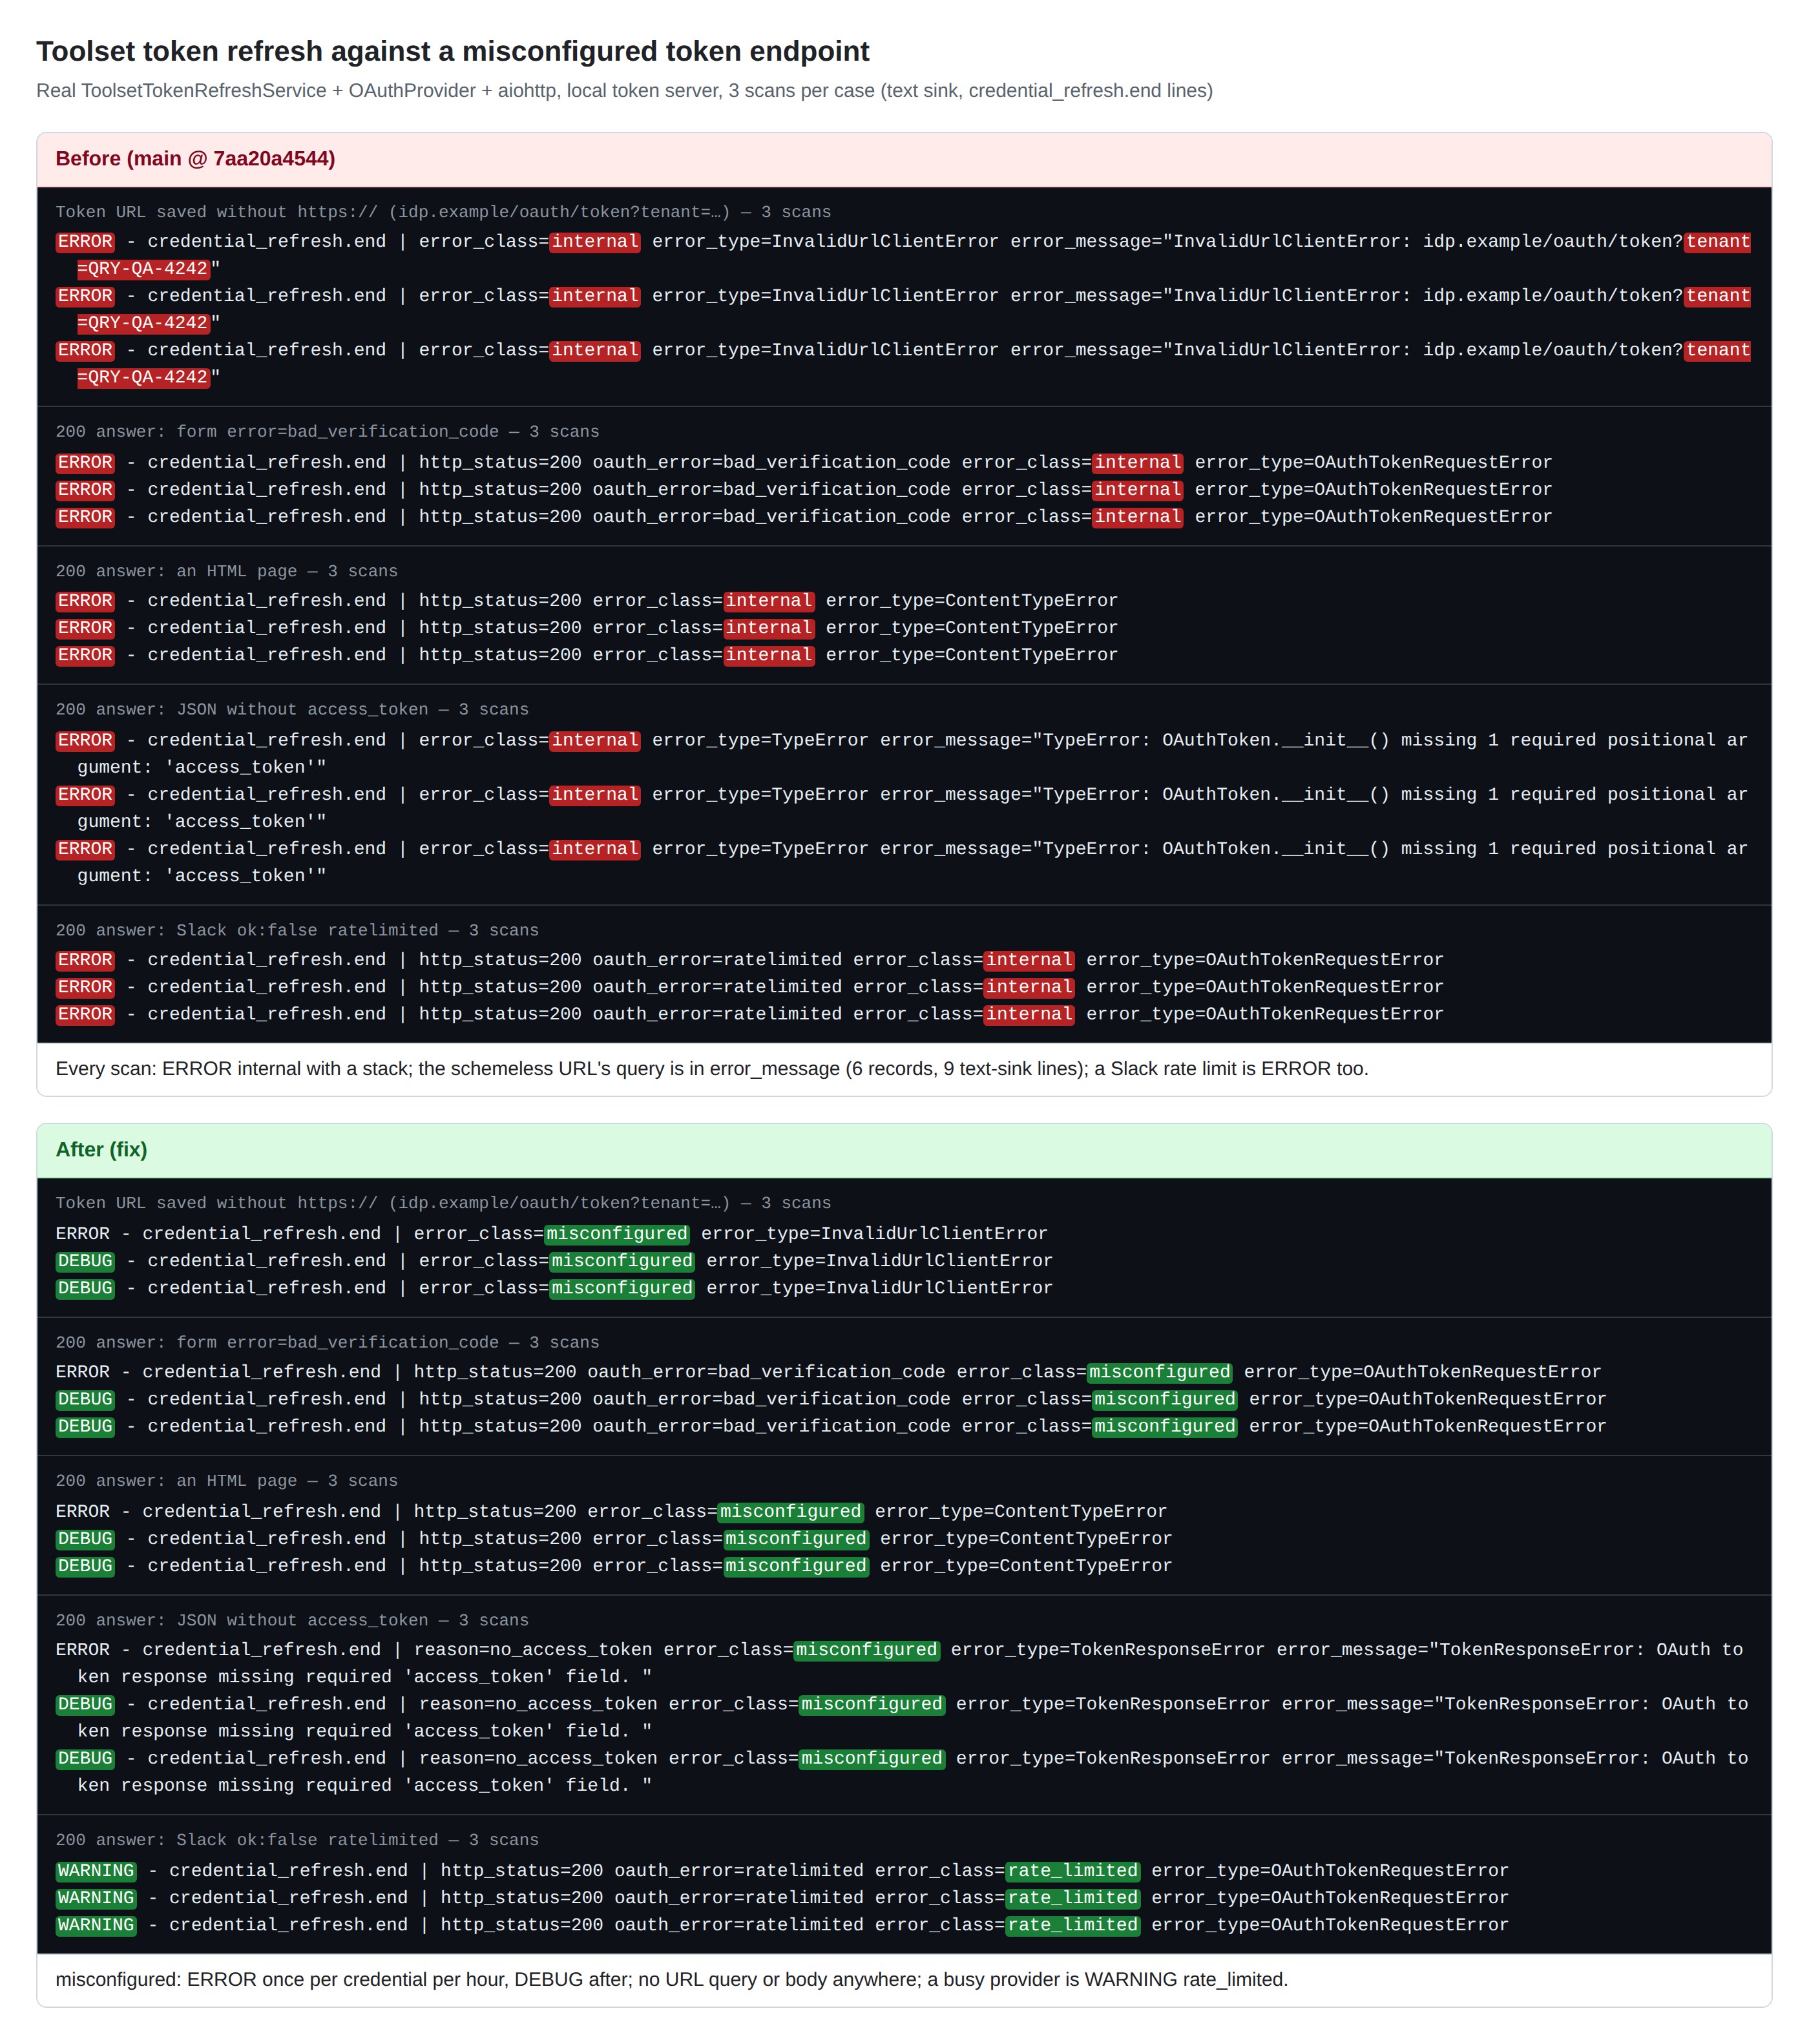 Toolset token refresh against a misconfigured token endpoint
Real ToolsetTokenRefreshService + OAuthProvider + aiohttp, local token server, 3 scans per case (text sink, credential_refresh.end lines)
Before (main @ 7aa20a4544)
Token URL saved without https:// (idp.example/oauth/token?tenant=…) — 3 scans
ERROR - credential_refresh.end | error_class=internal error_type=InvalidUrlClientError error_message="InvalidUrlClientError: idp.example/oauth/token?tenant
=QRY-QA-4242"
ERROR - credential_refresh.end | error_class=internal error_type=InvalidUrlClientError error_message="InvalidUrlClientError: idp.example/oauth/token?tenant
=QRY-QA-4242"
ERROR - credential_refresh.end | error_class=internal error_type=InvalidUrlClientError error_message="InvalidUrlClientError: idp.example/oauth/token?tenant
=QRY-QA-4242"
200 answer: form error=bad_verification_code — 3 scans
ERROR - credential_refresh.end | http_status=200 oauth_error=bad_verification_code error_class=internal error_type=OAuthTokenRequestError
ERROR - credential_refresh.end | http_status=200 oauth_error=bad_verification_code error_class=internal error_type=OAuthTokenRequestError
ERROR - credential_refresh.end | http_status=200 oauth_error=bad_verification_code error_class=internal error_type=OAuthTokenRequestError
200 answer: an HTML page — 3 scans
ERROR - credential_refresh.end | http_status=200 error_class=internal error_type=ContentTypeError
ERROR - credential_refresh.end | http_status=200 error_class=internal error_type=ContentTypeError
ERROR - credential_refresh.end | http_status=200 error_class=internal error_type=ContentTypeError
200 answer: JSON without access_token — 3 scans
ERROR - credential_refresh.end | error_class=internal error_type=TypeError error_message="TypeError: OAuthToken.__init__() missing 1 required positional ar
gument: 'access_token'"
ERROR - credential_refresh.end | error_class=internal error_type=TypeError error_message="TypeError: OAuthToken.__init__() missing 1 required positional ar
gument: 'access_token'"
ERROR - credential_refresh.end | error_class=internal error_type=TypeError error_message="TypeError: OAuthToken.__init__() missing 1 required positional ar
gument: 'access_token'"
200 answer: Slack ok:false ratelimited — 3 scans
ERROR - credential_refresh.end | http_status=200 oauth_error=ratelimited error_class=internal error_type=OAuthTokenRequestError
ERROR - credential_refresh.end | http_status=200 oauth_error=ratelimited error_class=internal error_type=OAuthTokenRequestError
ERROR - credential_refresh.end | http_status=200 oauth_error=ratelimited error_class=internal error_type=OAuthTokenRequestError
Every scan: ERROR internal with a stack; the schemeless URL's query is in error_message (6 records, 9 text-sink lines); a Slack rate limit is ERROR too.
After (fix)
Token URL saved without https:// (idp.example/oauth/token?tenant=…) — 3 scans
ERROR - credential_refresh.end | error_class=misconfigured error_type=InvalidUrlClientError
DEBUG - credential_refresh.end | error_class=misconfigured error_type=InvalidUrlClientError
DEBUG - credential_refresh.end | error_class=misconfigured error_type=InvalidUrlClientError
200 answer: form error=bad_verification_code — 3 scans
ERROR - credential_refresh.end | http_status=200 oauth_error=bad_verification_code error_class=misconfigured error_type=OAuthTokenRequestError
DEBUG - credential_refresh.end | http_status=200 oauth_error=bad_verification_code error_class=misconfigured error_type=OAuthTokenRequestError
DEBUG - credential_refresh.end | http_status=200 oauth_error=bad_verification_code error_class=misconfigured error_type=OAuthTokenRequestError
200 answer: an HTML page — 3 scans
ERROR - credential_refresh.end | http_status=200 error_class=misconfigured error_type=ContentTypeError
DEBUG - credential_refresh.end | http_status=200 error_class=misconfigured error_type=ContentTypeError
DEBUG - credential_refresh.end | http_status=200 error_class=misconfigured error_type=ContentTypeError
200 answer: JSON without access_token — 3 scans
ERROR - credential_refresh.end | reason=no_access_token error_class=misconfigured error_type=TokenResponseError error_message="TokenResponseError: OAuth to
ken response missing required 'access_token' field. "
DEBUG - credential_refresh.end | reason=no_access_token error_class=misconfigured error_type=TokenResponseError error_message="TokenResponseError: OAuth to
ken response missing required 'access_token' field. "
DEBUG - credential_refresh.end | reason=no_access_token error_class=misconfigured error_type=TokenResponseError error_message="TokenResponseError: OAuth to
ken response missing required 'access_token' field. "
200 answer: Slack ok:false ratelimited — 3 scans
WARNING - credential_refresh.end | http_status=200 oauth_error=ratelimited error_class=rate_limited error_type=OAuthTokenRequestError
WARNING - credential_refresh.end | http_status=200 oauth_error=ratelimited error_class=rate_limited error_type=OAuthTokenRequestError
WARNING - credential_refresh.end | http_status=200 oauth_error=ratelimited error_class=rate_limited error_type=OAuthTokenRequestError
misconfigured: ERROR once per credential per hour, DEBUG after; no URL query or body anywhere; a busy provider is WARNING rate_limited.